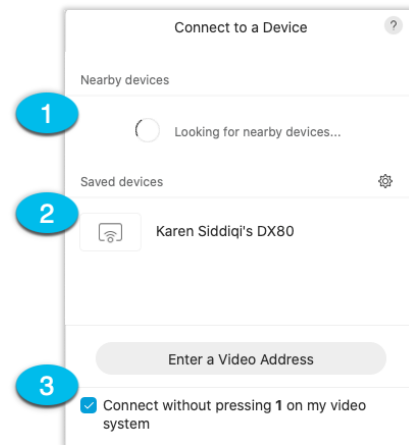 Connect to a Device
?
Nearby devices
1
Looking for nearby devices...
Saved devices
2
Karen Siddiqi's DX80
Enter a Video Address
3
Connect without pressing 1 on my video
system